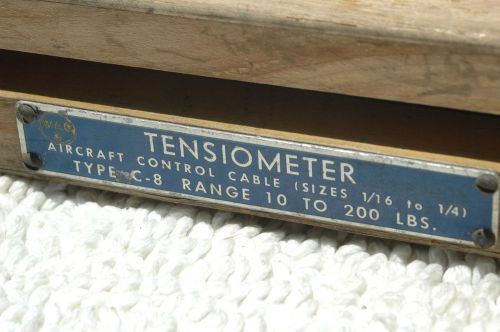 TENSIOMETER
AIRCRAFT CONTROL CABLE (SIZES 1/16 to 1/4)
TYPE C-8 RANGE 10 TO 200 LBS.